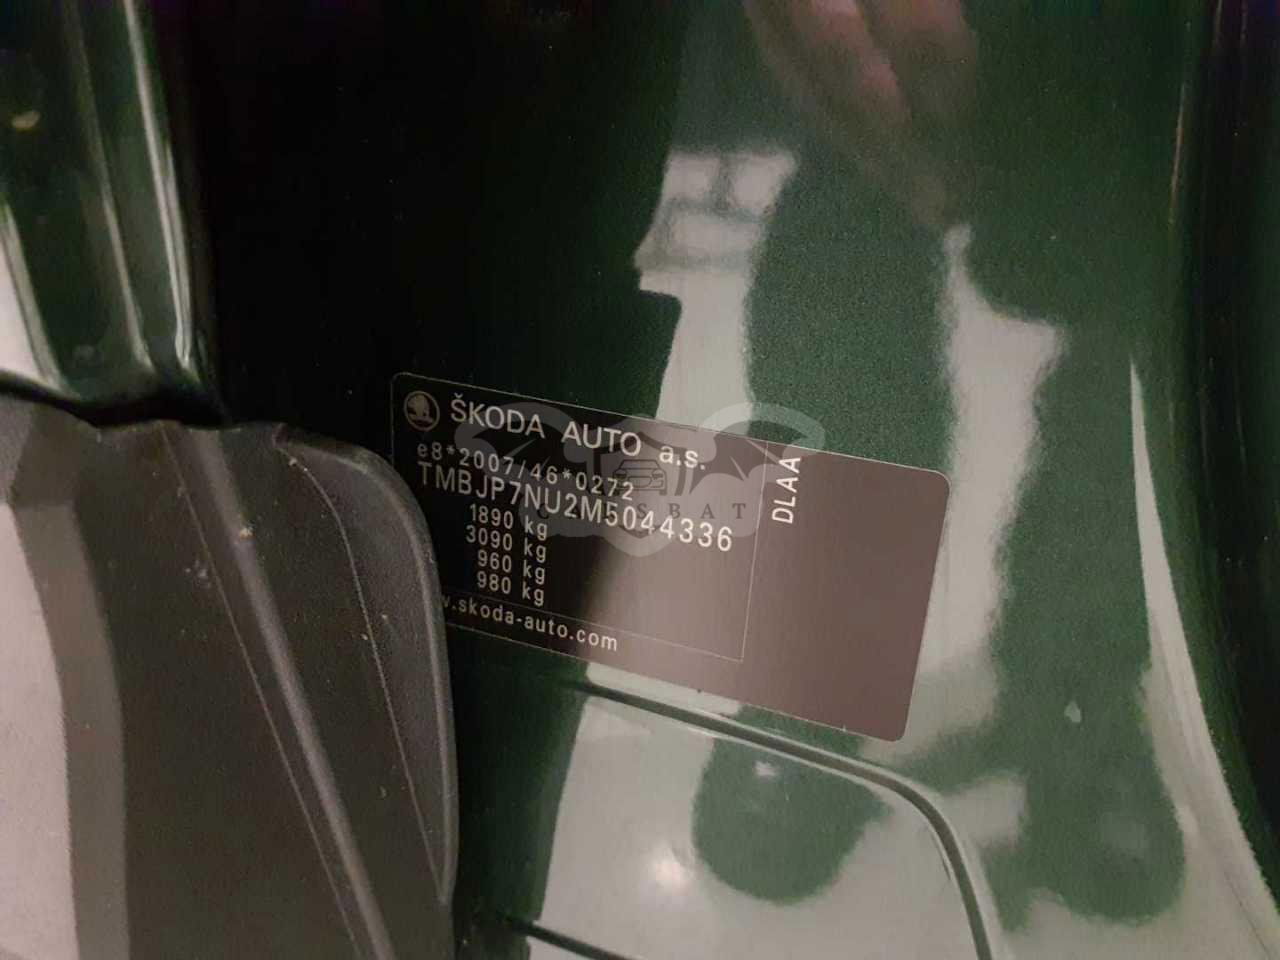 ŠKODA AUTO a.s.
e8*2007/46*0272
TMBJP7NU2M5044336
1890 kg
3090 kg
960 kg
980 kg
.skoda-auto.com
DLAA
CARSBAT